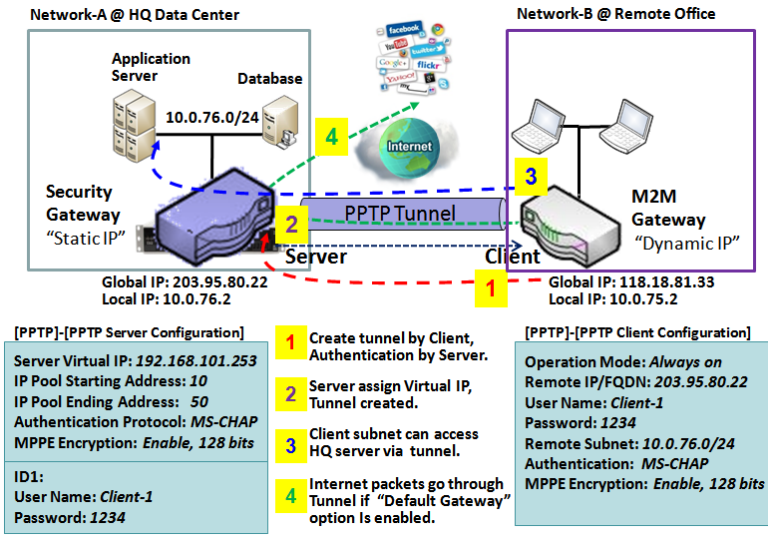 Network-A @ HQ Data Center
Network-B @ Remote Office
Application
Server
Database
10.0.76.0/24
facebook
YouTube
twitter
Google+
flickr
YAHOO!
my
Internet
4
3
Security
Gateway
"Static IP"
M2M
Gateway
"Dynamic IP"
2
PPTP Tunnel
Server
Client
1
Global IP: 203.95.80.22
Local IP: 10.0.76.2
Global IP: 118.18.81.33
Local IP: 10.0.75.2
[PPTP]-[PPTP Server Configuration]
Server Virtual IP: 192.168.101.253
IP Pool Starting Address: 10
IP Pool Ending Address: 50
Authentication Protocol: MS-CHAP
MPPE Encryption: Enable, 128 bits
ID1:
User Name: Client-1
Password: 1234
1 Create tunnel by Client,
Authentication by Server.
2 Server assign Virtual IP,
Tunnel created.
3 Client subnet can access
HQ server via tunnel.
4 Internet packets go through
Tunnel if "Default Gateway"
option Is enabled.
[PPTP]-[PPTP Client Configuration]
Operation Mode: Always on
Remote IP/FQDN: 203.95.80.22
User Name: Client-1
Password: 1234
Remote Subnet: 10.0.76.0/24
Authentication: MS-CHAP
MPPE Encryption: Enable, 128 bits